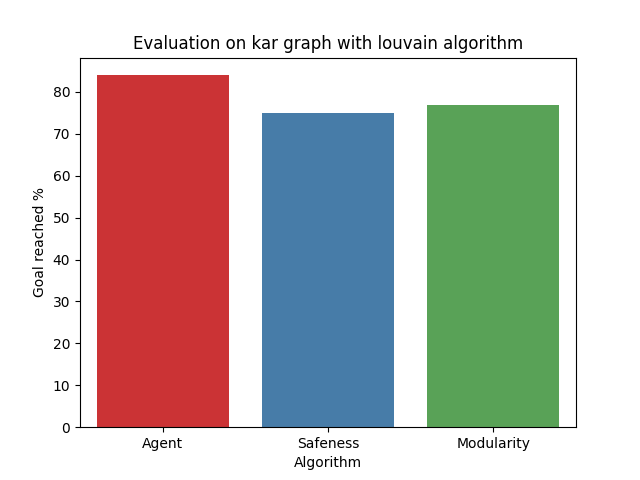 Evaluation on kar graph with louvain algorithm
Goal reached %
80
70
60
50
40
30
20
10
0
Agent
Safeness
Modularity
Algorithm